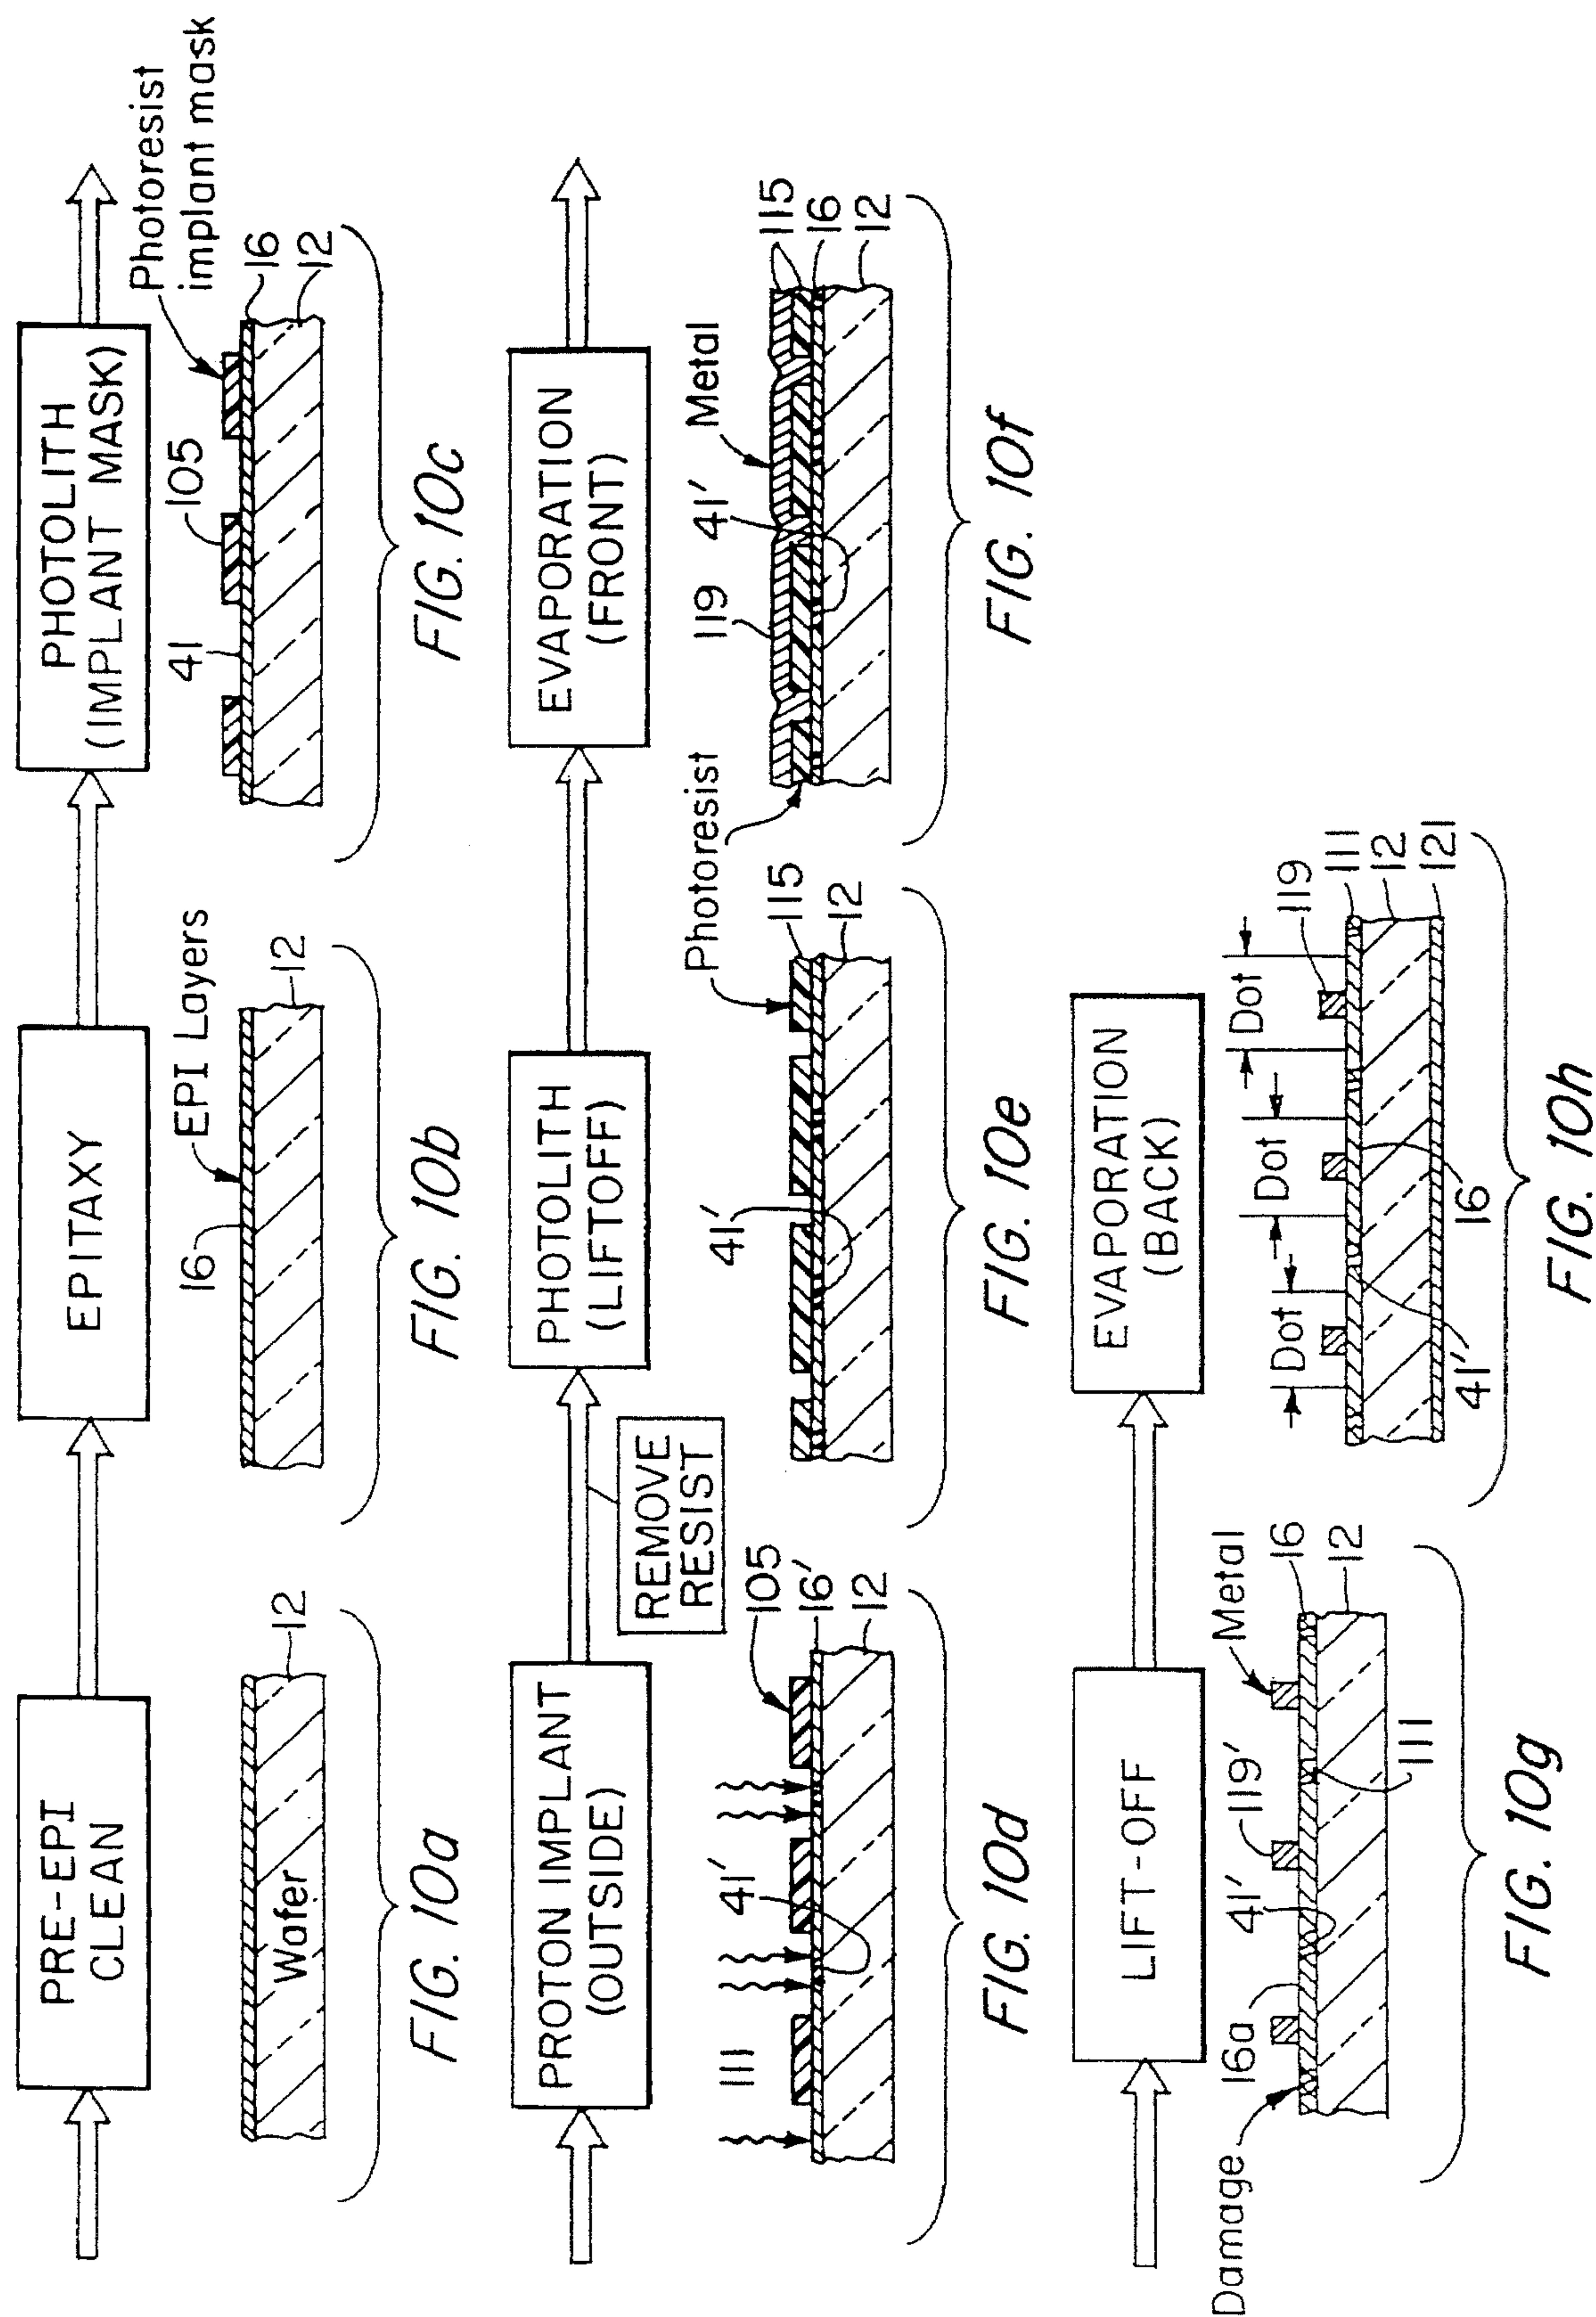 PRE-EPI
CLEAN
12
Wafer
FIG. 10a
EPITAXY
16
EPI Layers
12
FIG. 10b
PHOTOLITH
(IMPLANT MASK)
Photoresist
implant mask
41
105
16
12
FIG. 10c
PROTON IMPLANT
(OUTSIDE)
REMOVE
RESIST
111
41'
105
16'
12
FIG. 10d
PHOTOLITH
(LIFTOFF)
Photoresist
41'
115
12
FIG. 10e
EVAPORATION
(FRONT)
Photoresist
119
41'
Metal
115
16
12
FIG. 10f
LIFT-OFF
Damage
16a
41'
119'
Metal
16
12
111
FIG. 10g
EVAPORATION
(BACK)
Dot
Dot
Dot
119
111
12
121
41'
16
FIG. 10h